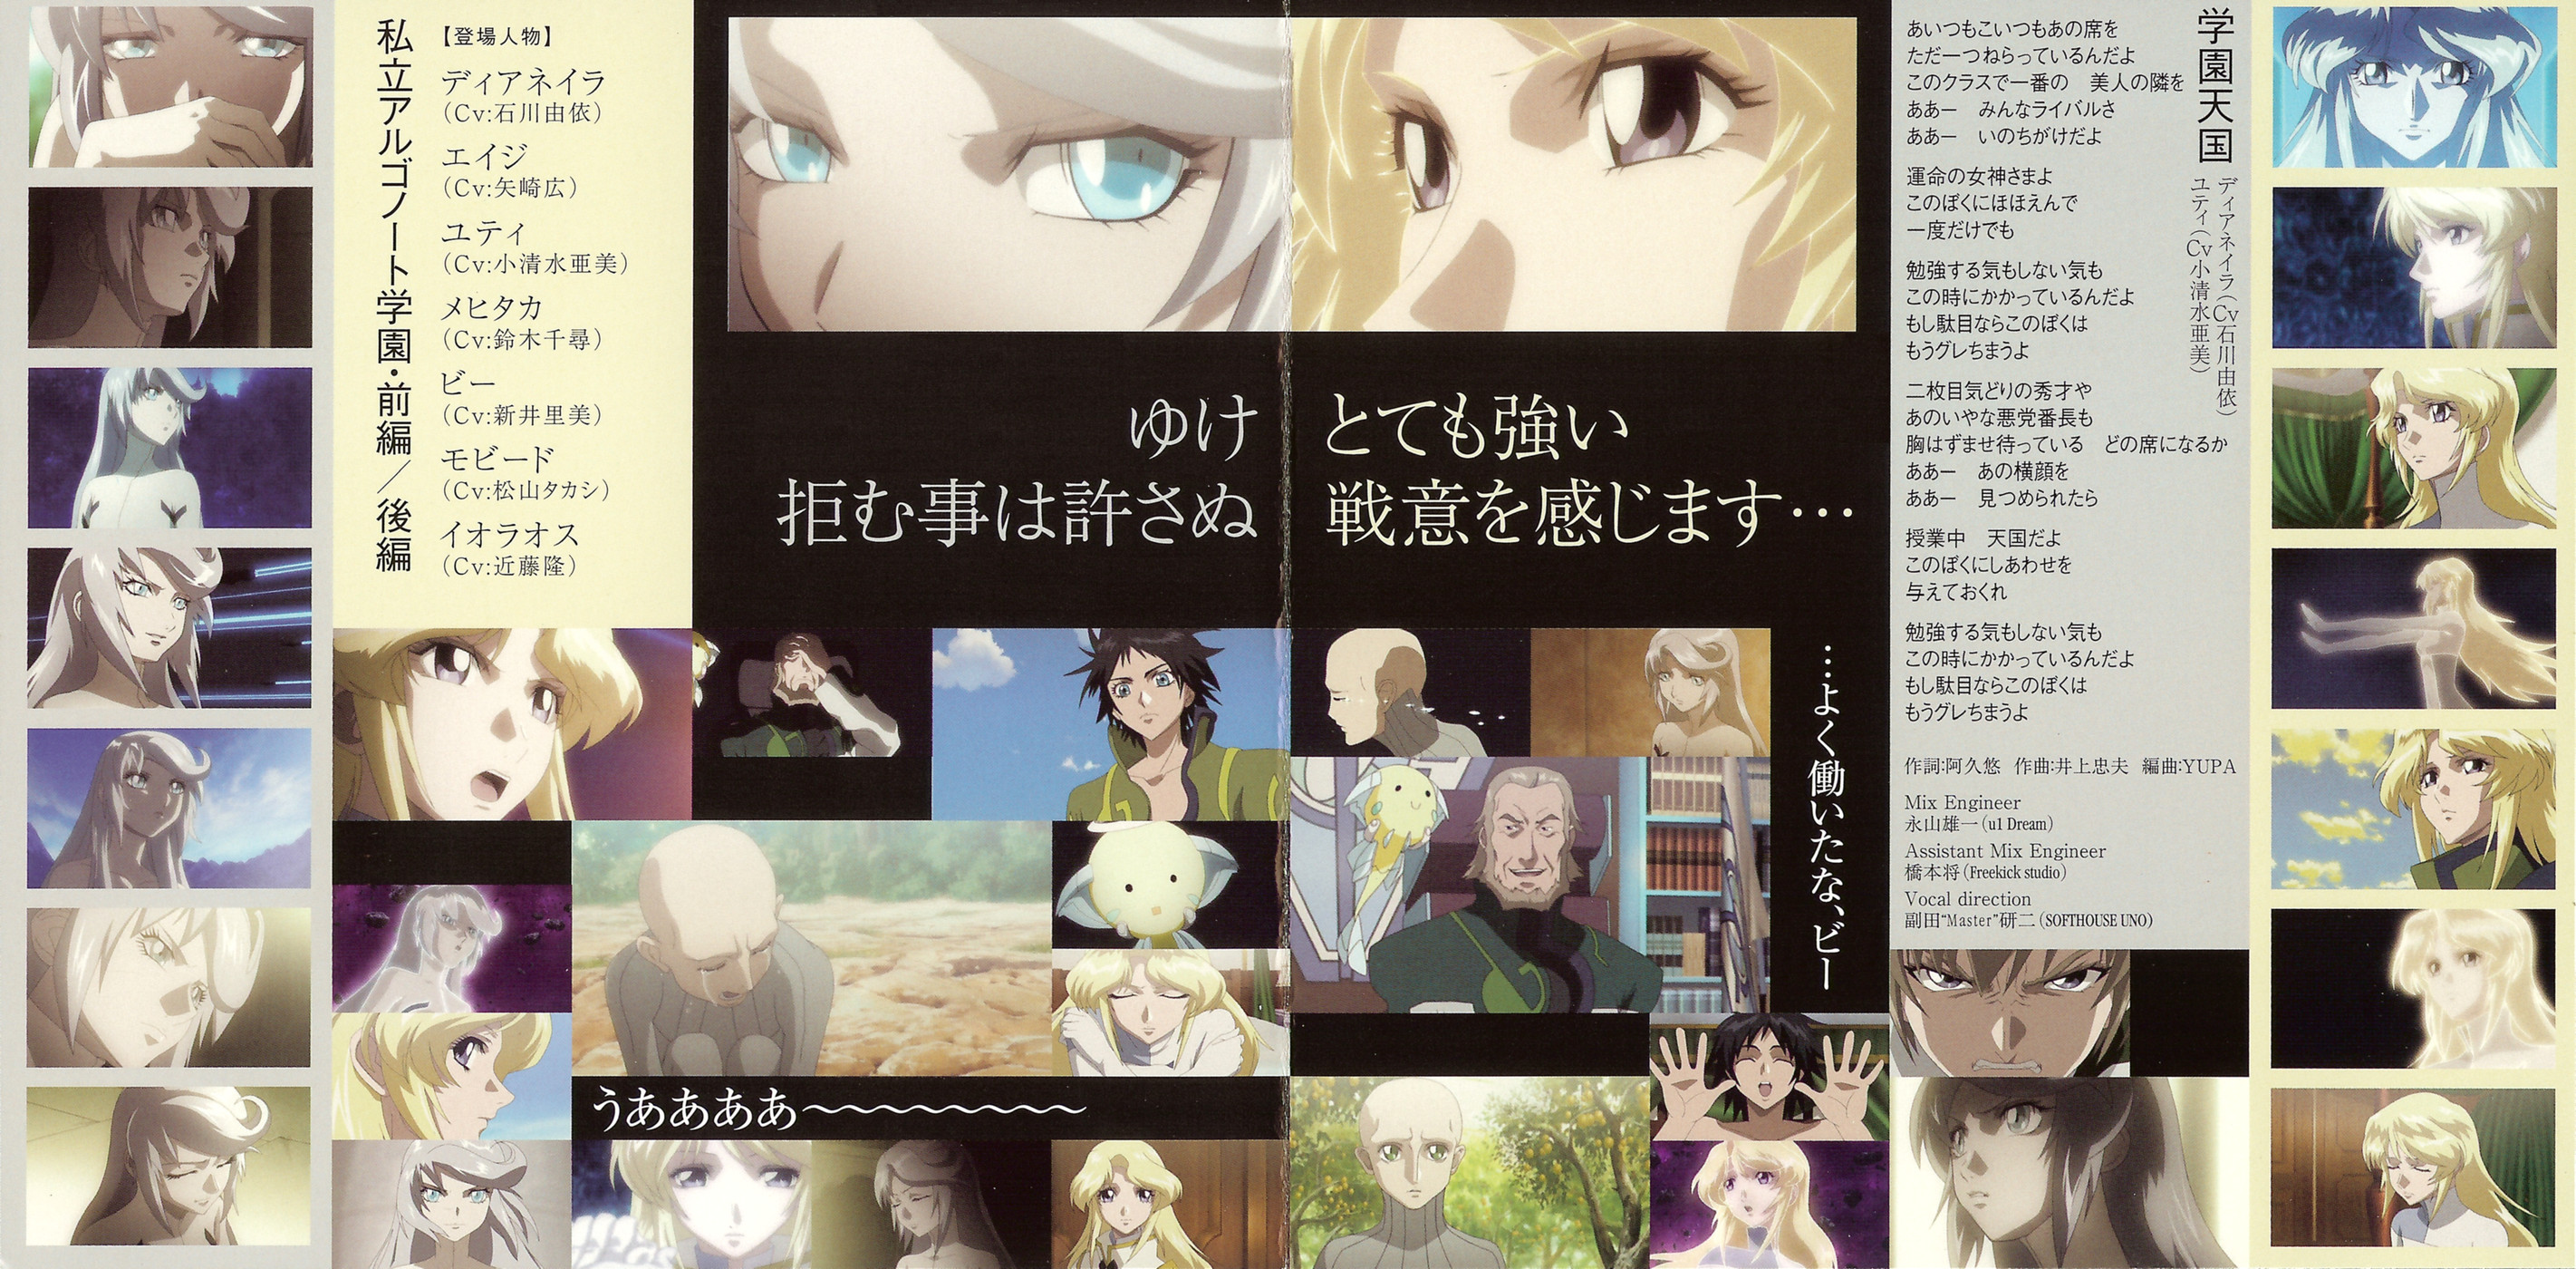 私立アルゴノート学園・前編／後編
【登場人物】
ディアネイラ
（Cv:石川由依）
エイジ
（Cv:矢崎広）
ユティ
（Cv:小清水亜美）
メヒタカ
（Cv:鈴木千尋）
ビー
（Cv:新井里美）
モビード
（Cv:松山タカシ）
イオラオス
（Cv:近藤隆）
ゆけ
拒む事は許さぬ
とても強い
戦意を感じます…
…よく働いたな、ビー
うああああ～～～～～～～～
学園天国
ディアネイラ（Cv石川由依）
ユティ（Cv小清水亜美）
あいつもこいつもあの席を
ただ一つねらっているんだよ
このクラスで一番の　美人の隣を
ああー　みんなライバルさ
ああー　いのちがけだよ
運命の女神さまよ
このぼくにほほえんで
一度だけでも
勉強する気もしない気も
この時にかかっているんだよ
もし駄目ならこのぼくは
もうグレちまうよ
二枚目気どりの秀才や
あのいやな悪党番長も
胸はずませ待っている　どの席になるか
ああー　あの横顔を
ああー　見つめられたら
授業中　天国だよ
このぼくにしあわせを
与えておくれ
勉強する気もしない気も
この時にかかっているんだよ
もし駄目ならこのぼくは
もうグレちまうよ
作詞:阿久悠　作曲:井上忠夫　編曲:YUPA
Mix Engineer
永山雄一（u1 Dream）
Assistant Mix Engineer
橋本将（Freekick studio）
Vocal direction
副田“Master”研二（SOFTHOUSE UNO）